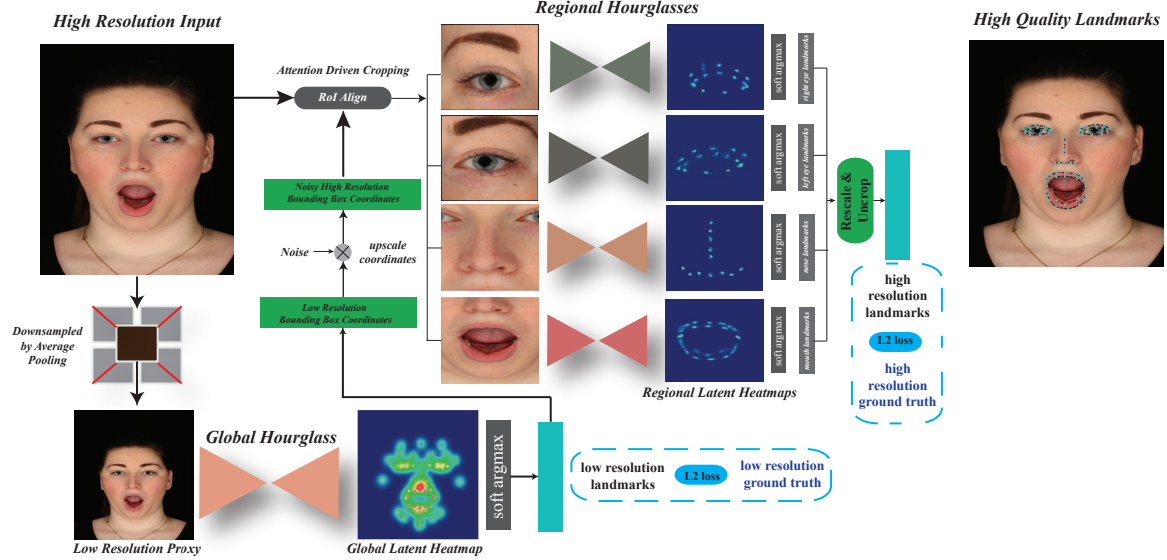 High Resolution Input
Regional Hourglasses
High Quality Landmarks
Attention Driven Cropping
RoI Align
soft argmax
right eye landmarks
Noisy High Resolution
Bounding Box Coordinates
soft argmax
left eye landmarks
Rescale &
Uncrop
Noise
upscale
coordinates
soft argmax
nose landmarks
Low Resolution
Bounding Box Coordinates
soft argmax
mouth landmarks
high
resolution
landmarks
L2 loss
high
resolution
ground truth
Downsampled
by Average
Pooling
Regional Latent Heatmaps
Global Hourglass
soft argmax
low resolution
landmarks
L2 loss
low resolution
ground truth
Low Resolution Proxy
Global Latent Heatmap